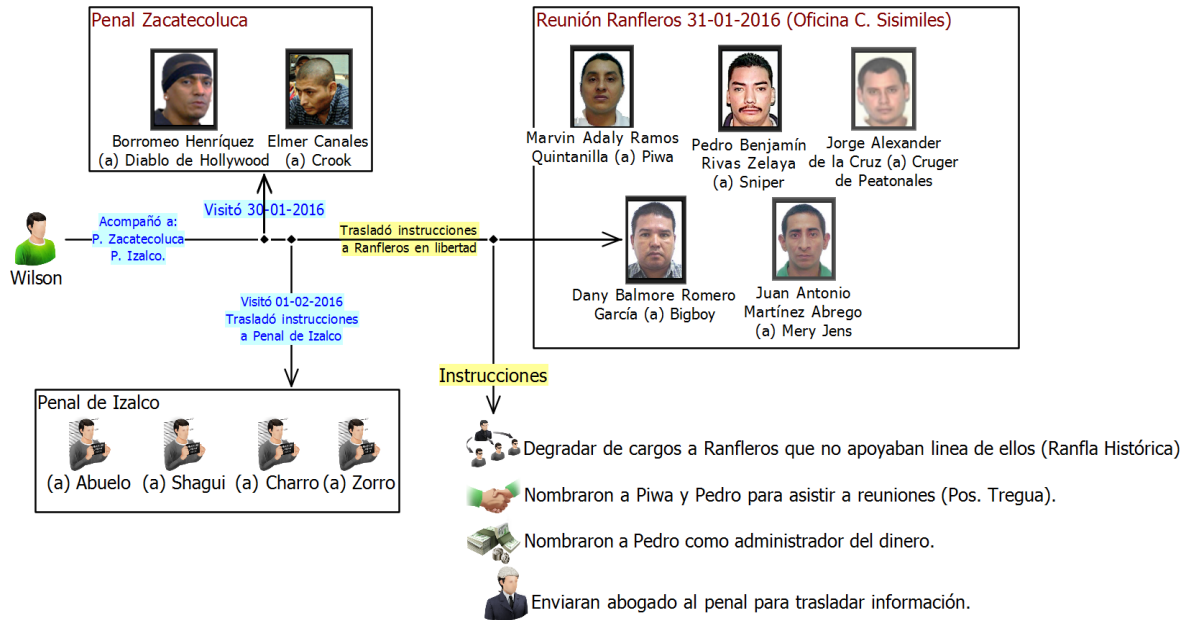 Penal Zacatecoluca
Borromeo Henríquez
(a) Diablo de Hollywood
Elmer Canales
(a) Crook
Reunión Ranfleros 31-01-2016 (Oficina C. Sisimiles)
Marvin Adaly Ramos
Quintanilla (a) Piwa
Pedro Benjamín
Rivas Zelaya
(a) Sniper
Jorge Alexander
de la Cruz (a) Cruger
de Peatonales
Dany Balmore Romero
García (a) Bigboy
Juan Antonio
Martínez Abrego
(a) Mery Jens
Wilson
Acompañó a:
P. Zacatecoluca
P. Izalco.
Visitó 30-01-2016
Trasladó instrucciones
a Ranfleros en libertad
Visitó 01-02-2016
Trasladó instrucciones
a Penal de Izalco
Penal de Izalco
(a) Abuelo
(a) Shagui
(a) Charro
(a) Zorro
Instrucciones
Degradar de cargos a Ranfleros que no apoyaban linea de ellos (Ranfla Histórica)
Nombraron a Piwa y Pedro para asistir a reuniones (Pos. Tregua).
Nombraron a Pedro como administrador del dinero.
Enviaran abogado al penal para trasladar información.